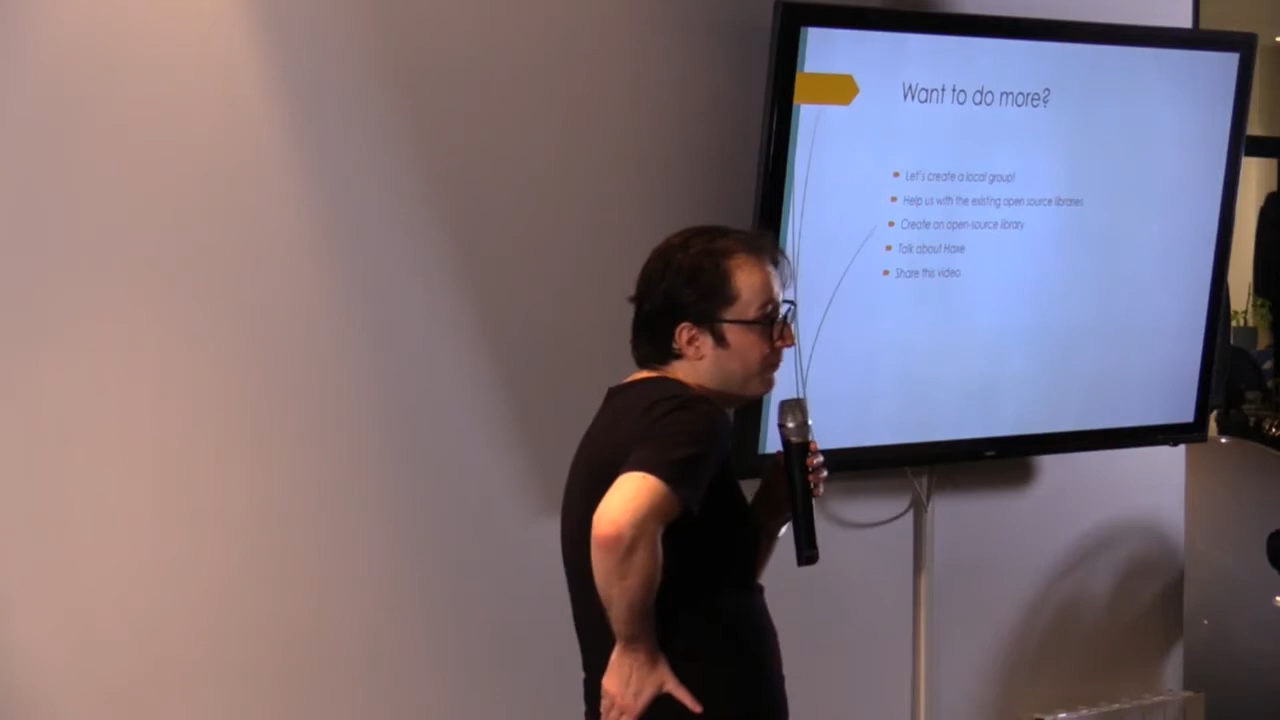 Want to do more?
Let's create a local group!
Help us with the existing open source libraries
Create an open-source library
Talk about Haxe
Share this video